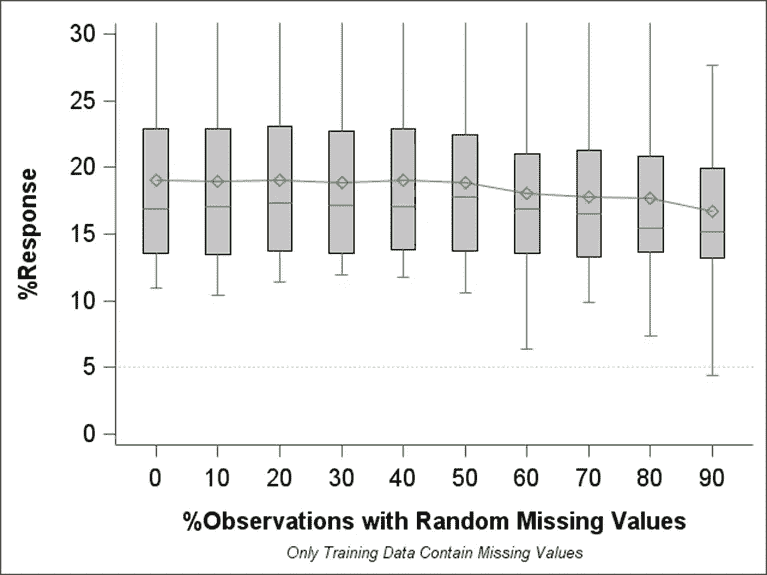 30
25
20
15
10
5
0
%Response
0 10 20 30 40 50 60 70 80 90
%Observations with Random Missing Values
Only Training Data Contain Missing Values